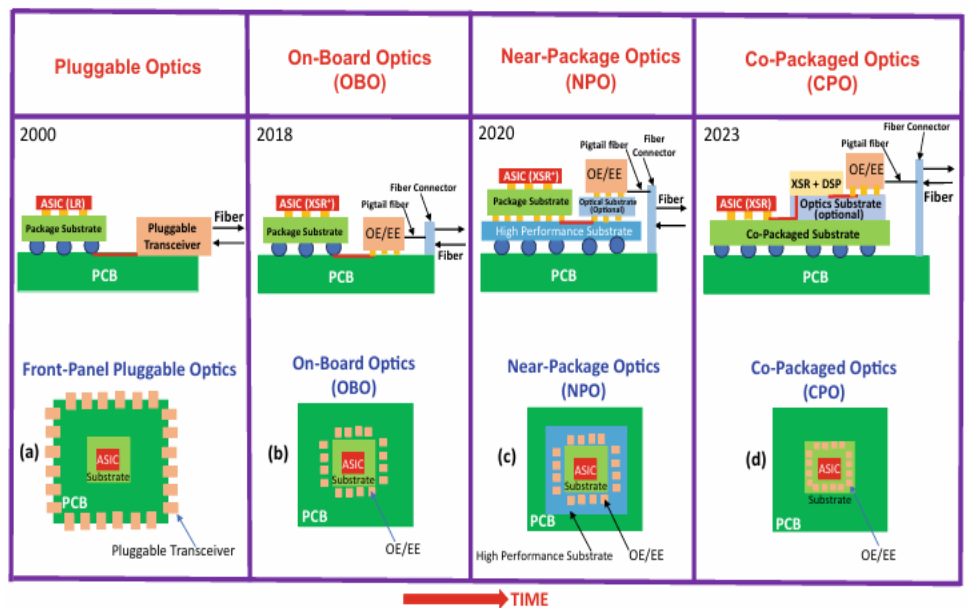 Pluggable Optics
On-Board Optics
(OBO)
Near-Package Optics
(NPO)
Co-Packaged Optics
(CPO)
2000
ASIC (LR)
Package Substrate
Pluggable
Transceiver
Fiber
PCB
2018
ASIC (XSR⁺)
Package Substrate
OE/EE
Pigtail fiber
Fiber
Connector
Fiber
PCB
2020
ASIC (XSR⁺)
Package Substrate
OE/EE
Pigtail fiber
Fiber
Connector
Optical Substrate
(Optional)
High Performance Substrate
Fiber
PCB
2023
Fiber Connector
Pigtail fiber
OE/EE
XSR + DSP
ASIC (XSR)
Optics Substrate
(optional)
Co-Packaged Substrate
Fiber
PCB
Front-Panel Pluggable Optics
(a)
ASIC
Substrate
PCB
Pluggable Transceiver
On-Board Optics
(OBO)
(b)
ASIC
Substrate
PCB
OE/EE
Near-Package Optics
(NPO)
(c)
ASIC
Substrate
PCB
High Performance Substrate
OE/EE
Co-Packaged Optics
(CPO)
(d)
ASIC
Substrate
PCB
OE/EE
TIME